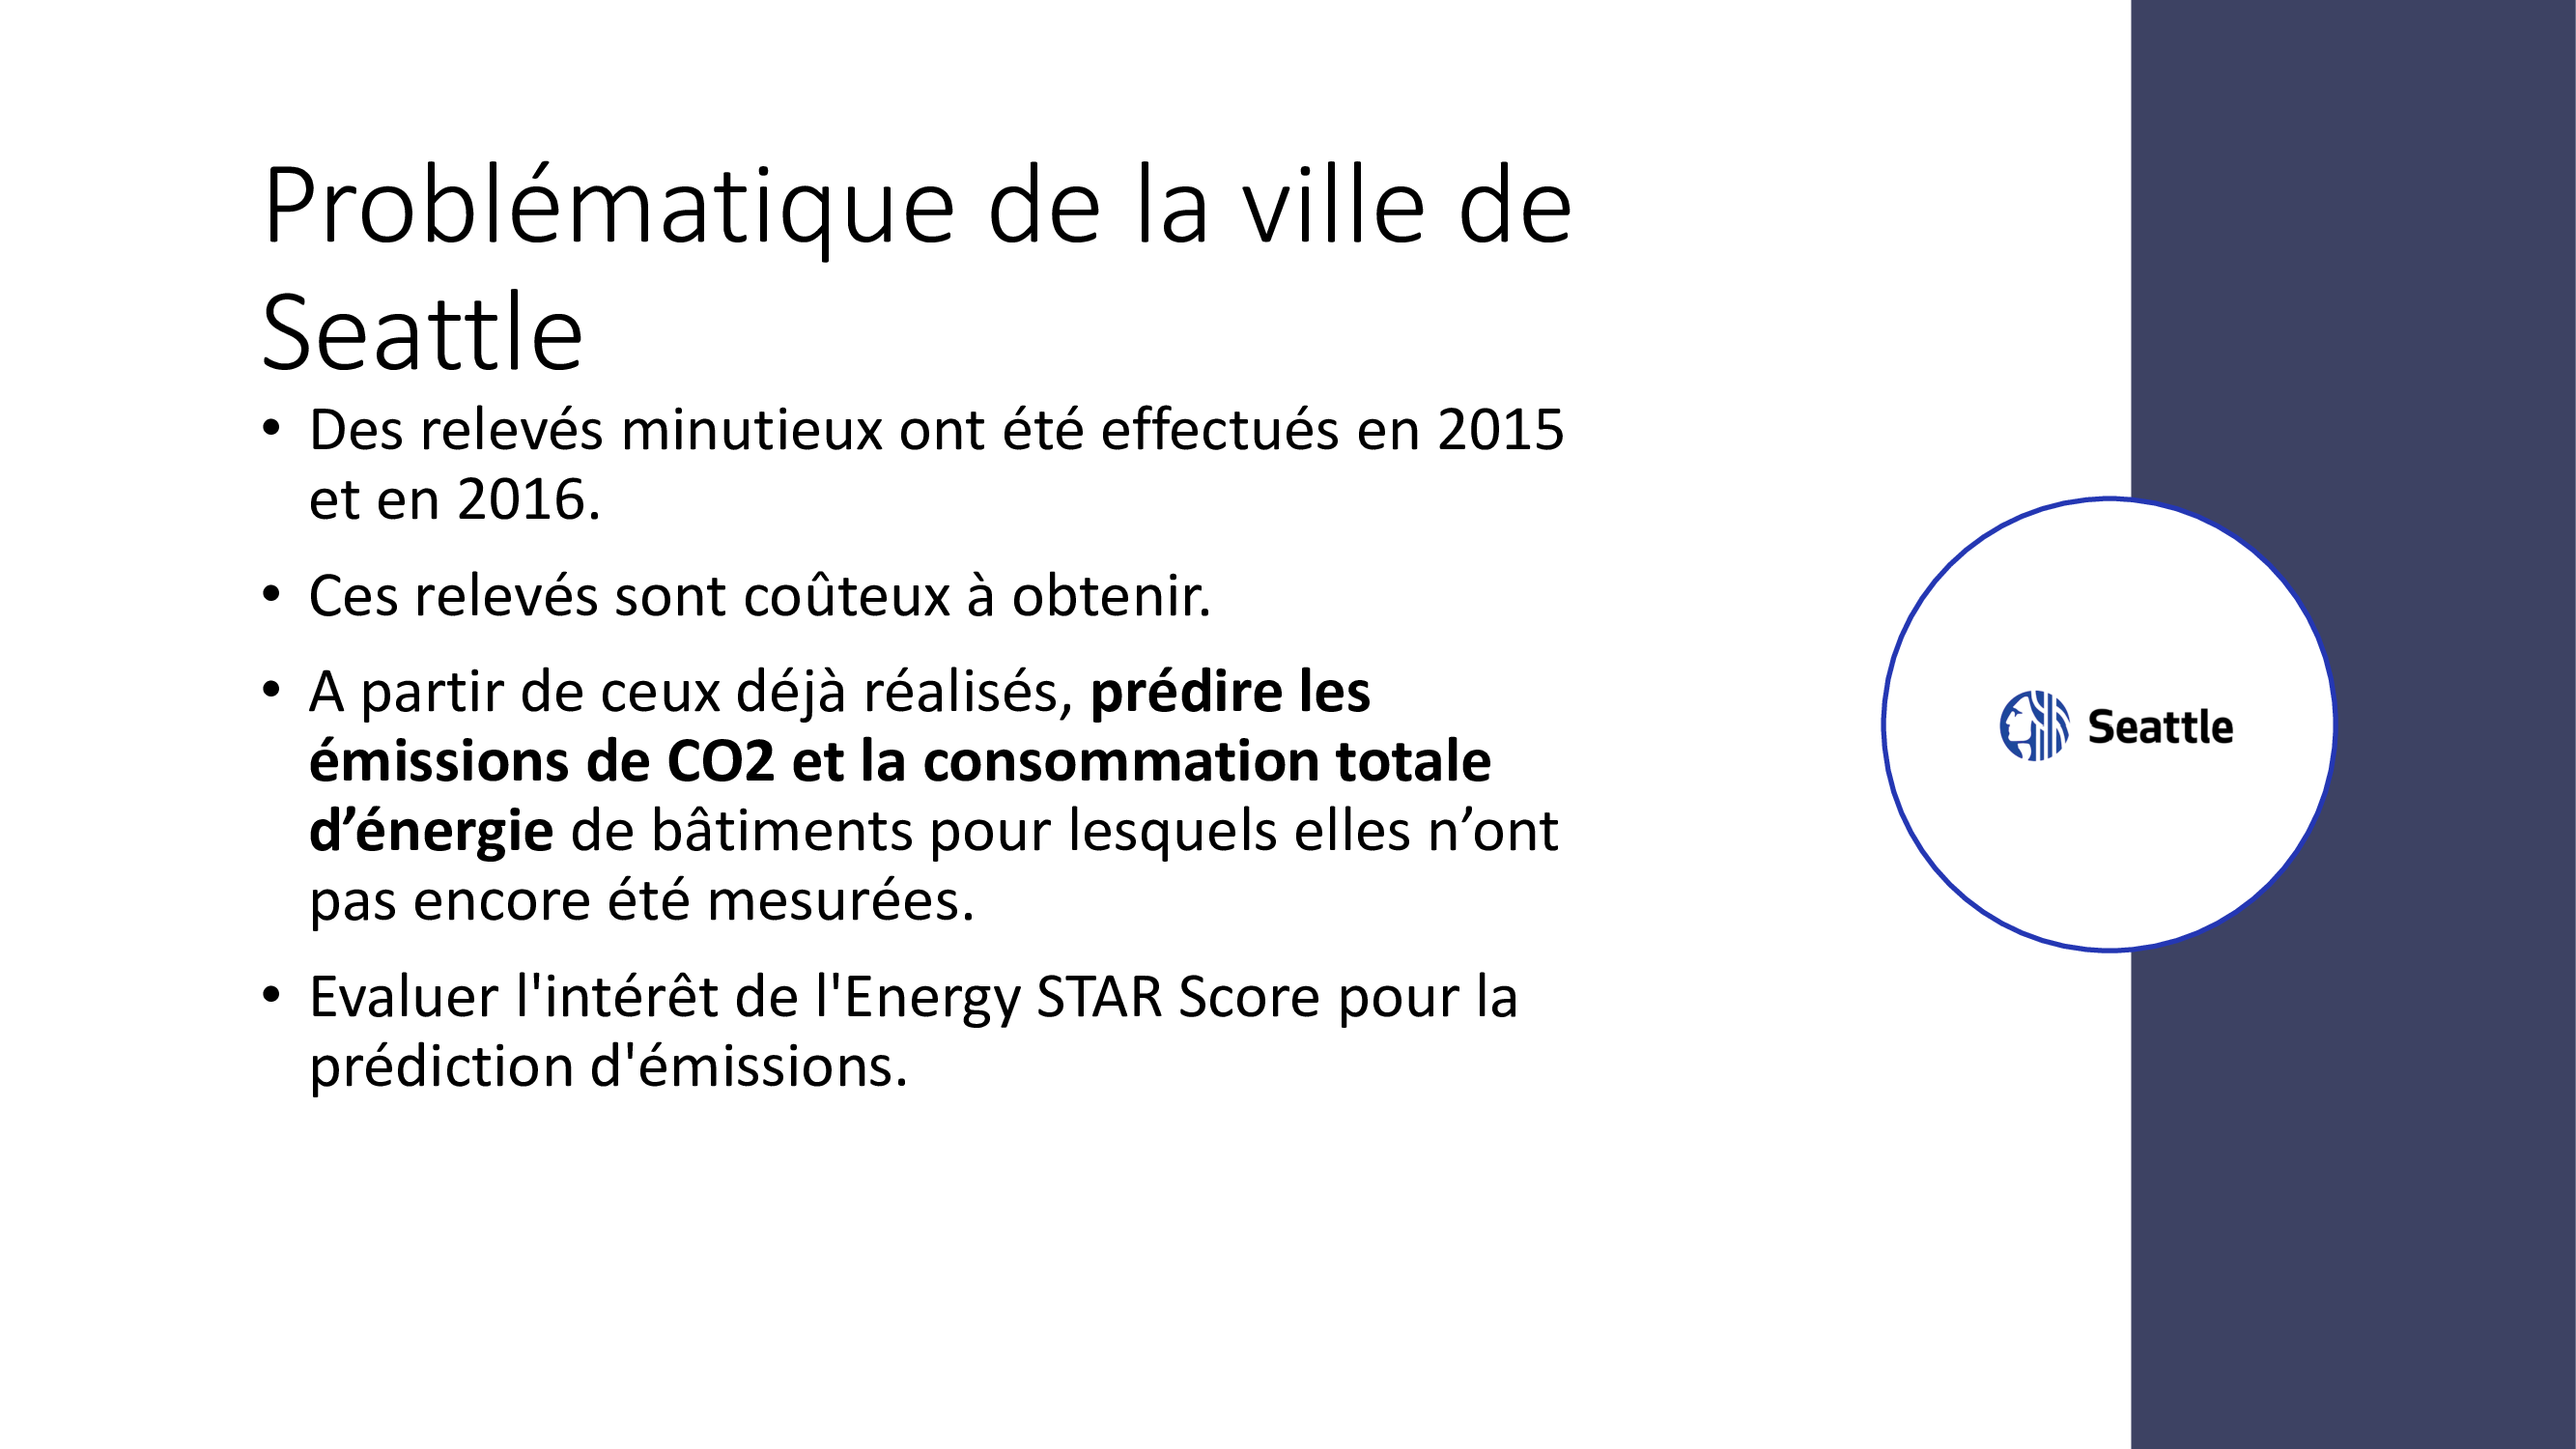 Problématique de la ville de
Seattle
• Des relevés minutieux ont été effectués en 2015
et en 2016.
• Ces relevés sont coûteux à obtenir.
• A partir de ceux déjà réalisés, prédire les
émissions de CO2 et la consommation totale
d’énergie de bâtiments pour lesquels elles n’ont
pas encore été mesurées.
• Evaluer l'intérêt de l'Energy STAR Score pour la
prédiction d'émissions.
Seattle